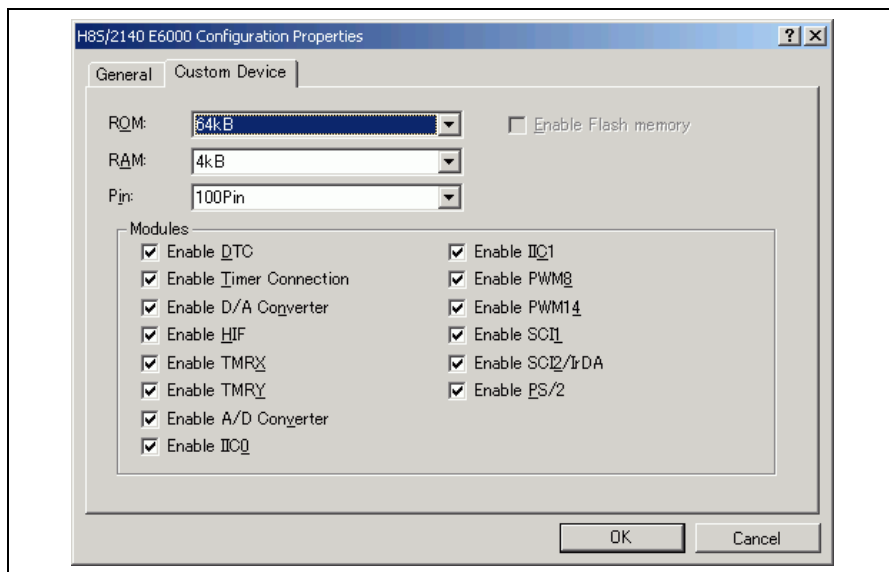 H8S/2140 E6000 Configuration Properties
General Custom Device
ROM: 64kB Enable Flash memory
RAM: 4kB
Pin: 100Pin
Modules
Enable DTC Enable IIC1
Enable Timer Connection Enable PWM8
Enable D/A Converter Enable PWM14
Enable HIF Enable SCI1
Enable TMRX Enable SCI2/IrDA
Enable TMRY Enable PS/2
Enable A/D Converter
Enable IIC0
OK Cancel